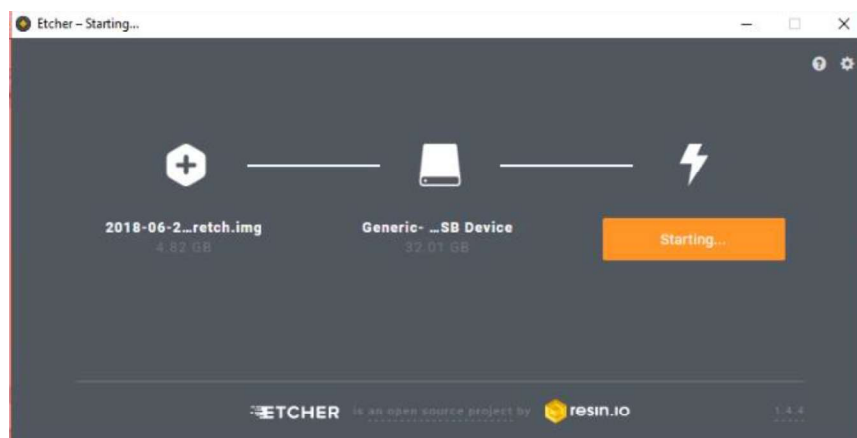 Etcher – Starting...
2018-06-2...retch.img
4.82 GB
Generic- ...SB Device
32.01 GB
Starting...
ETCHER is an open source project by resin.io
1.4.4